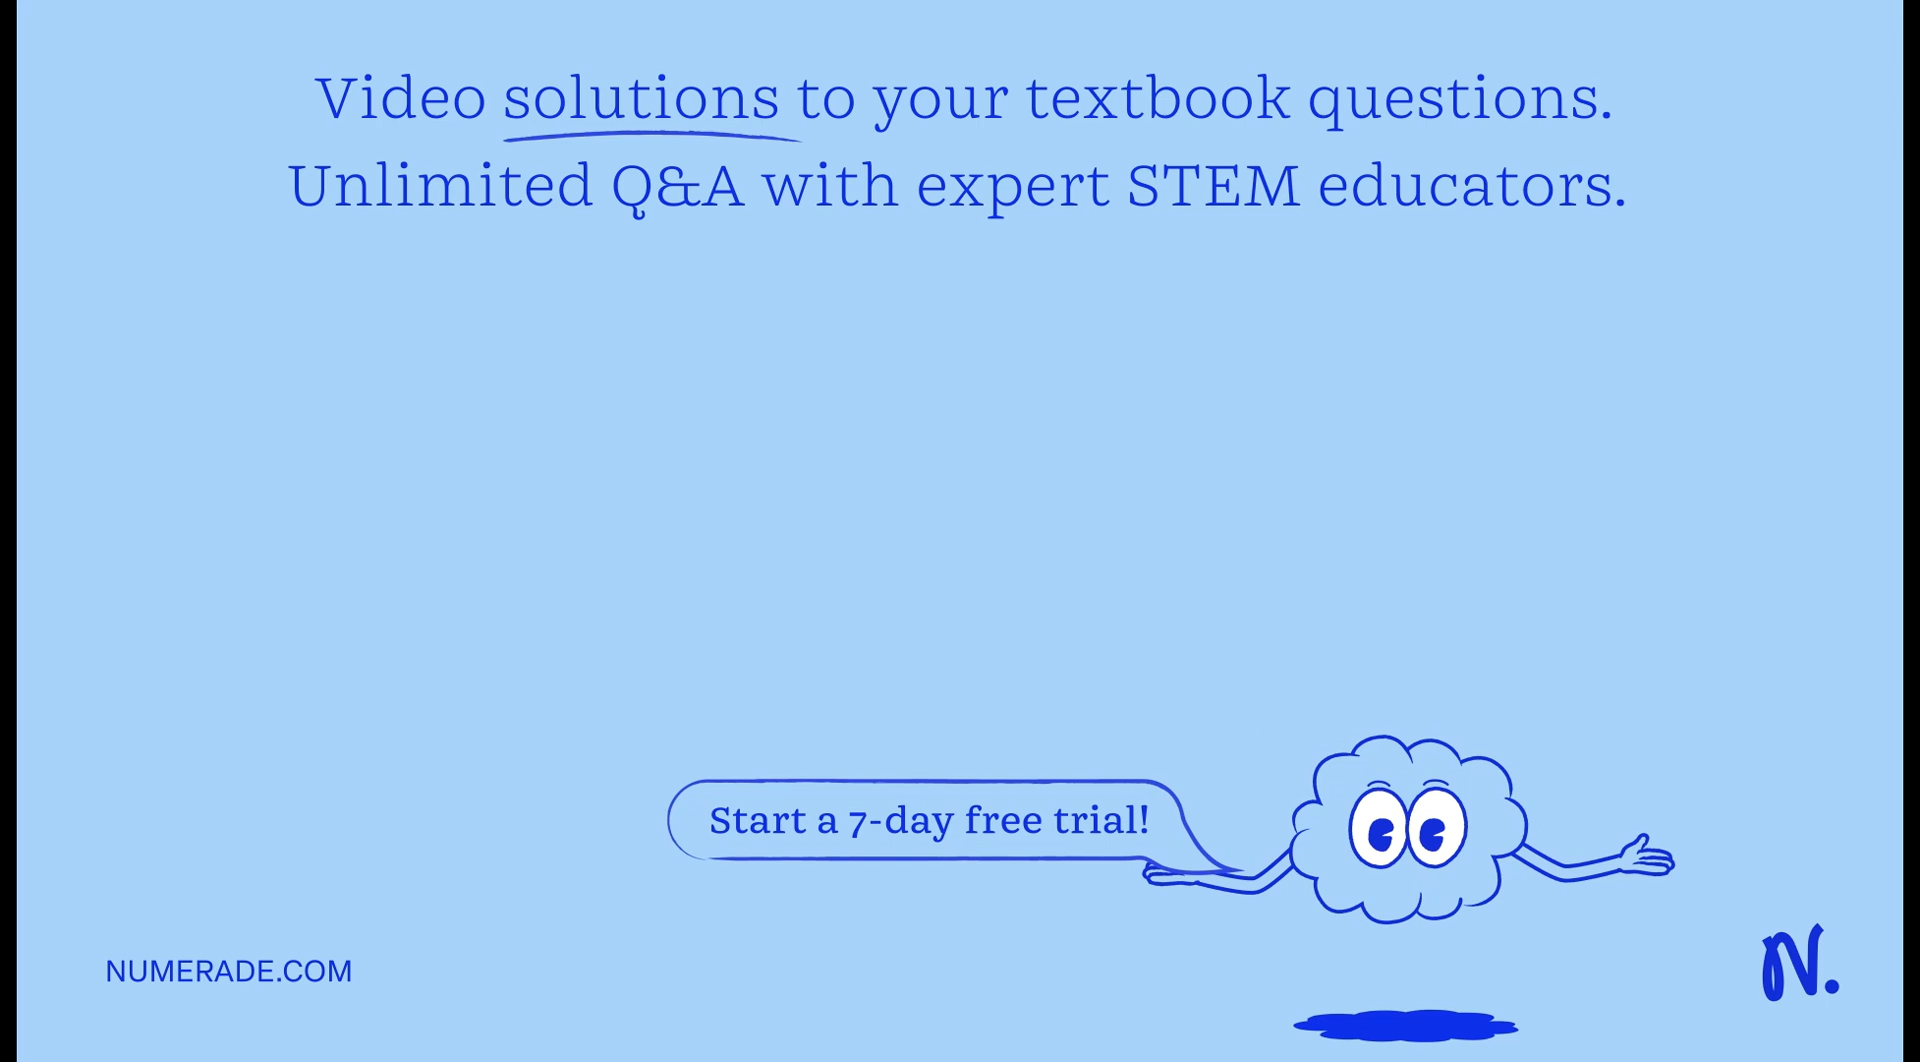 Video solutions to your textbook questions.
Unlimited Q&A with expert STEM educators.
Start a 7-day free trial!
NUMERADE.COM
N.